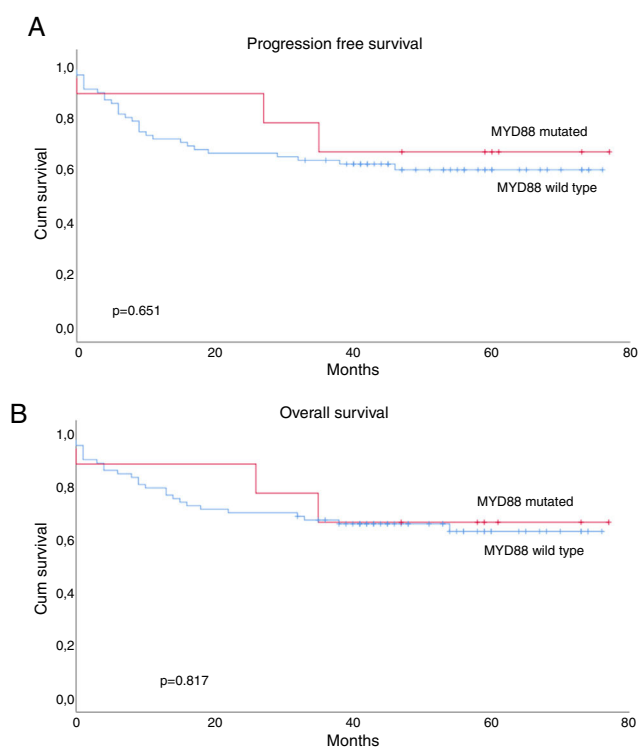 A
Progression free survival
1,0
0,8
0,6
0,4
0,2
0,0
Cum survival
MYD88 mutated
MYD88 wild type
p=0.651
0
20
40
60
80
Months
B
Overall survival
1,0
0,8
0,6
0,4
0,2
0,0
Cum survival
MYD88 mutated
MYD88 wild type
p=0.817
0
20
40
60
80
Months